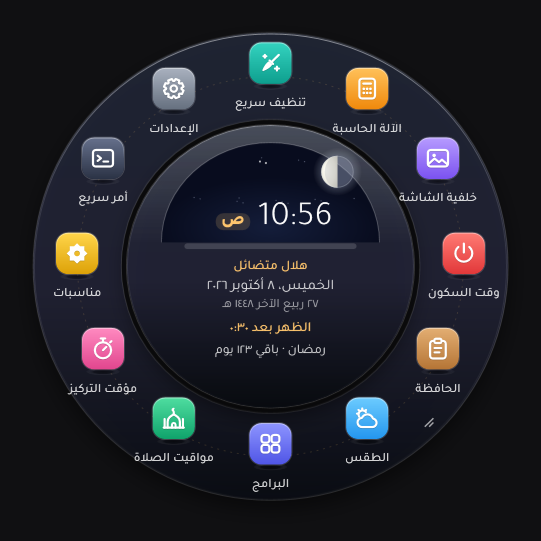 تنظيف سريع
الآلة الحاسبة
خلفية الشاشة
وقت السكون
الحافظة
الطقس
البرامج
مواقيت الصلاة
مؤقت التركيز
مناسبات
أمر سريع
الإعدادات
10:56 ص
هلال متضائل
الخميس، ٨ أكتوبر ٢٠٢٦
٢٧ ربيع الآخر ١٤٤٨ هـ
الظهر بعد ٠:٣٠
رمضان · باقي ١٢٣ يوم